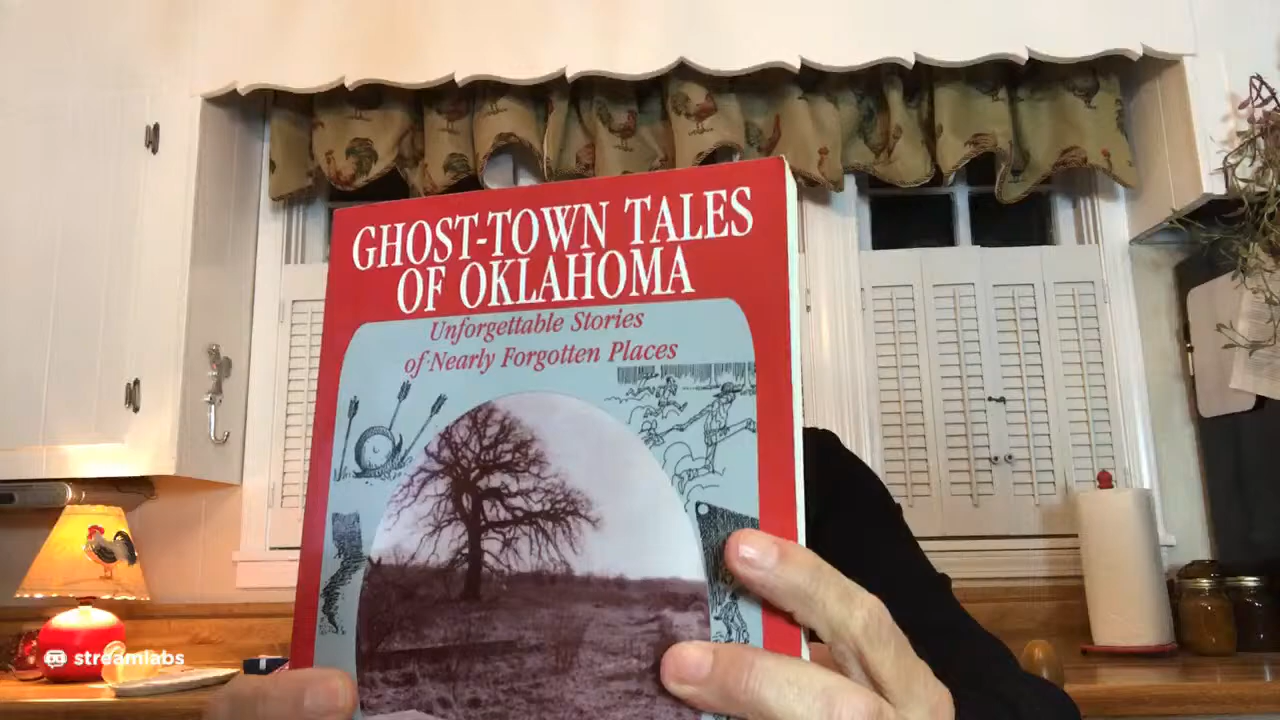 GHOST-TOWN TALES
OF OKLAHOMA
Unforgettable Stories
of Nearly Forgotten Places
streamlabs